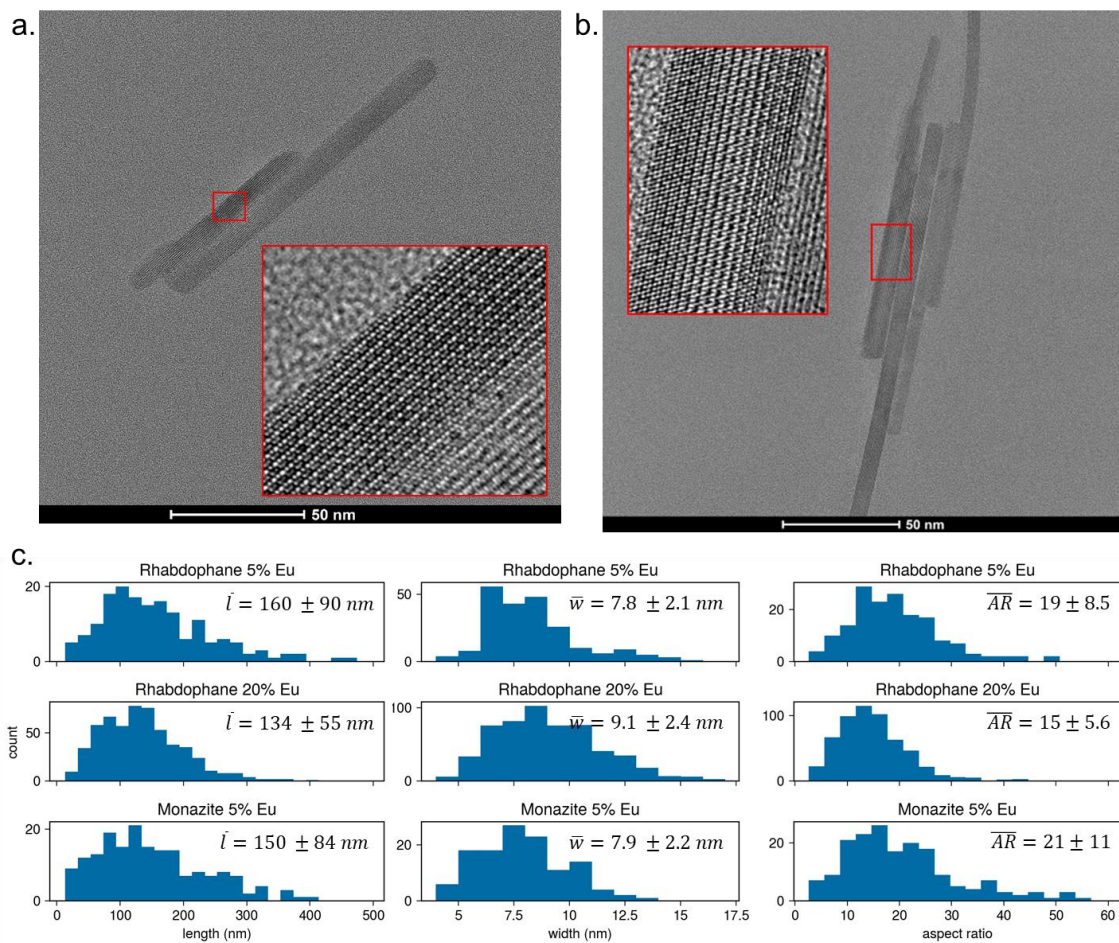 a.
b.
50 nm
50 nm
c.
Rhabdophane 5% Eu
Rhabdophane 5% Eu
Rhabdophane 5% Eu
20
0
l̄ = 160 ± 90 nm
50
0
w̄ = 7.8 ± 2.1 nm
20
0
A̅R̅ = 19 ± 8.5
Rhabdophane 20% Eu
Rhabdophane 20% Eu
Rhabdophane 20% Eu
count
50
0
l̄ = 134 ± 55 nm
100
0
w̄ = 9.1 ± 2.4 nm
100
0
A̅R̅ = 15 ± 5.6
Monazite 5% Eu
Monazite 5% Eu
Monazite 5% Eu
20
0
l̄ = 150 ± 84 nm
20
0
w̄ = 7.9 ± 2.2 nm
20
0
A̅R̅ = 21 ± 11
0 100 200 300 400 500
5 7.5 10 12.5 15 17.5
0 10 20 30 40 50 60
length (nm)
width (nm)
aspect ratio